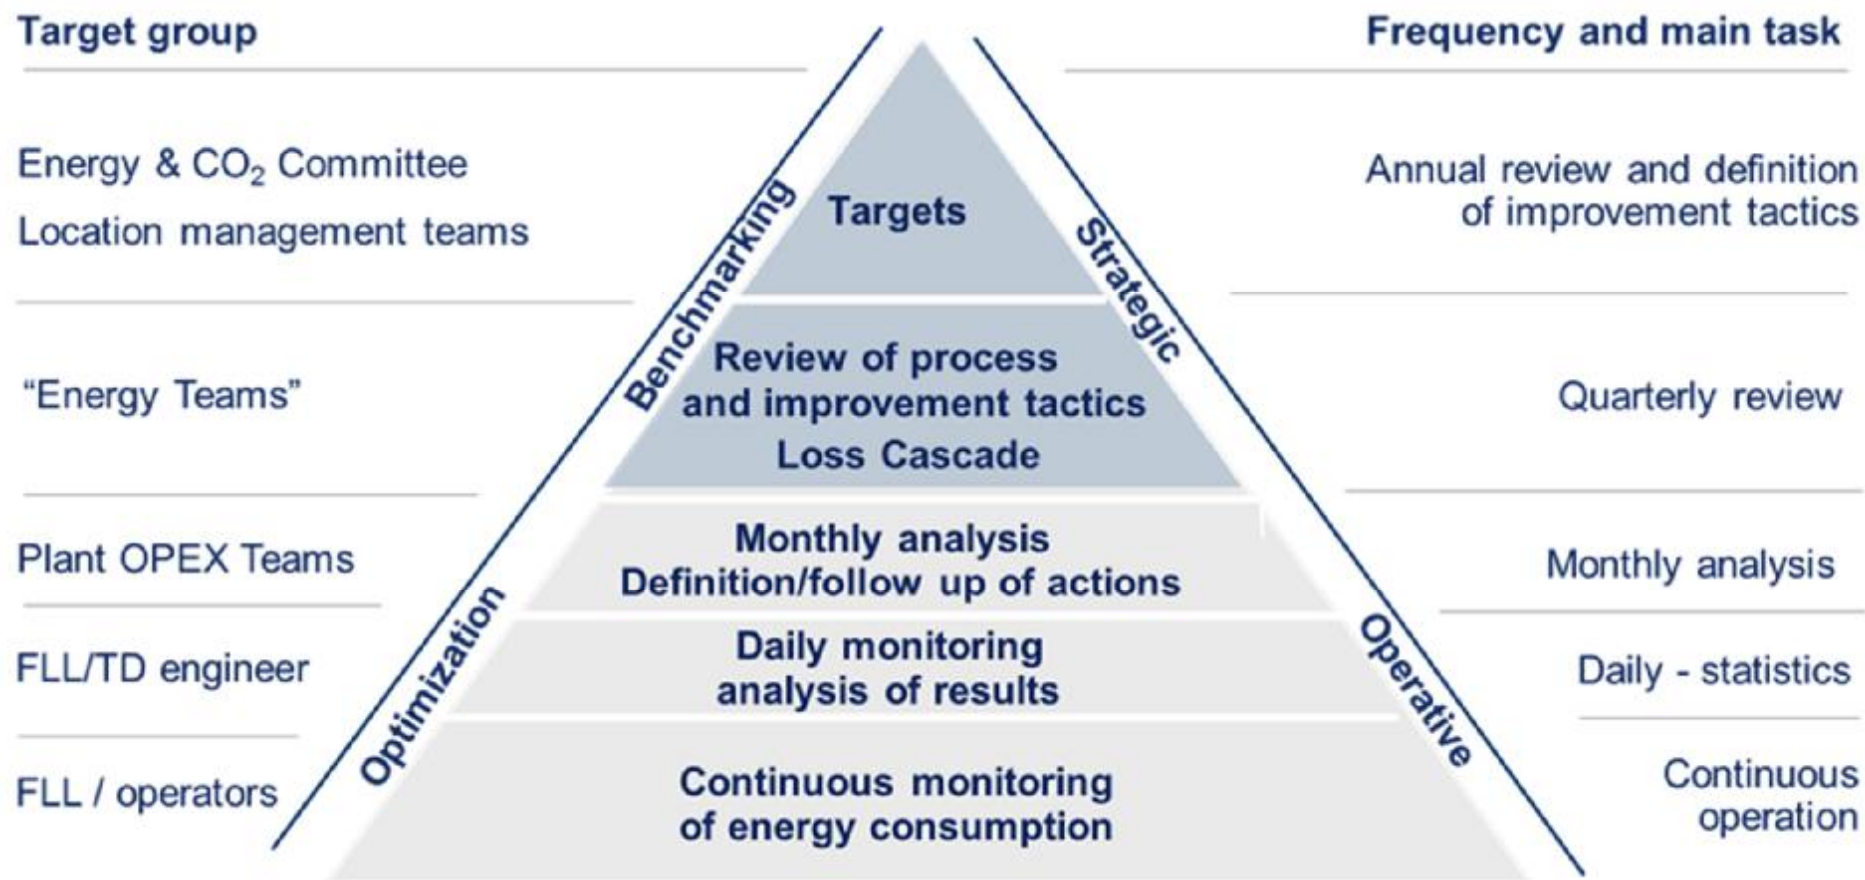 Target group
Frequency and main task
Energy & CO₂ Committee
Location management teams
Targets
Annual review and definition
of improvement tactics
Benchmarking
Strategic
“Energy Teams”
Review of process
and improvement tactics
Loss Cascade
Quarterly review
Plant OPEX Teams
Monthly analysis
Definition/follow up of actions
Monthly analysis
Optimization
Operative
FLL/TD engineer
Daily monitoring
analysis of results
Daily - statistics
FLL / operators
Continuous monitoring
of energy consumption
Continuous
operation